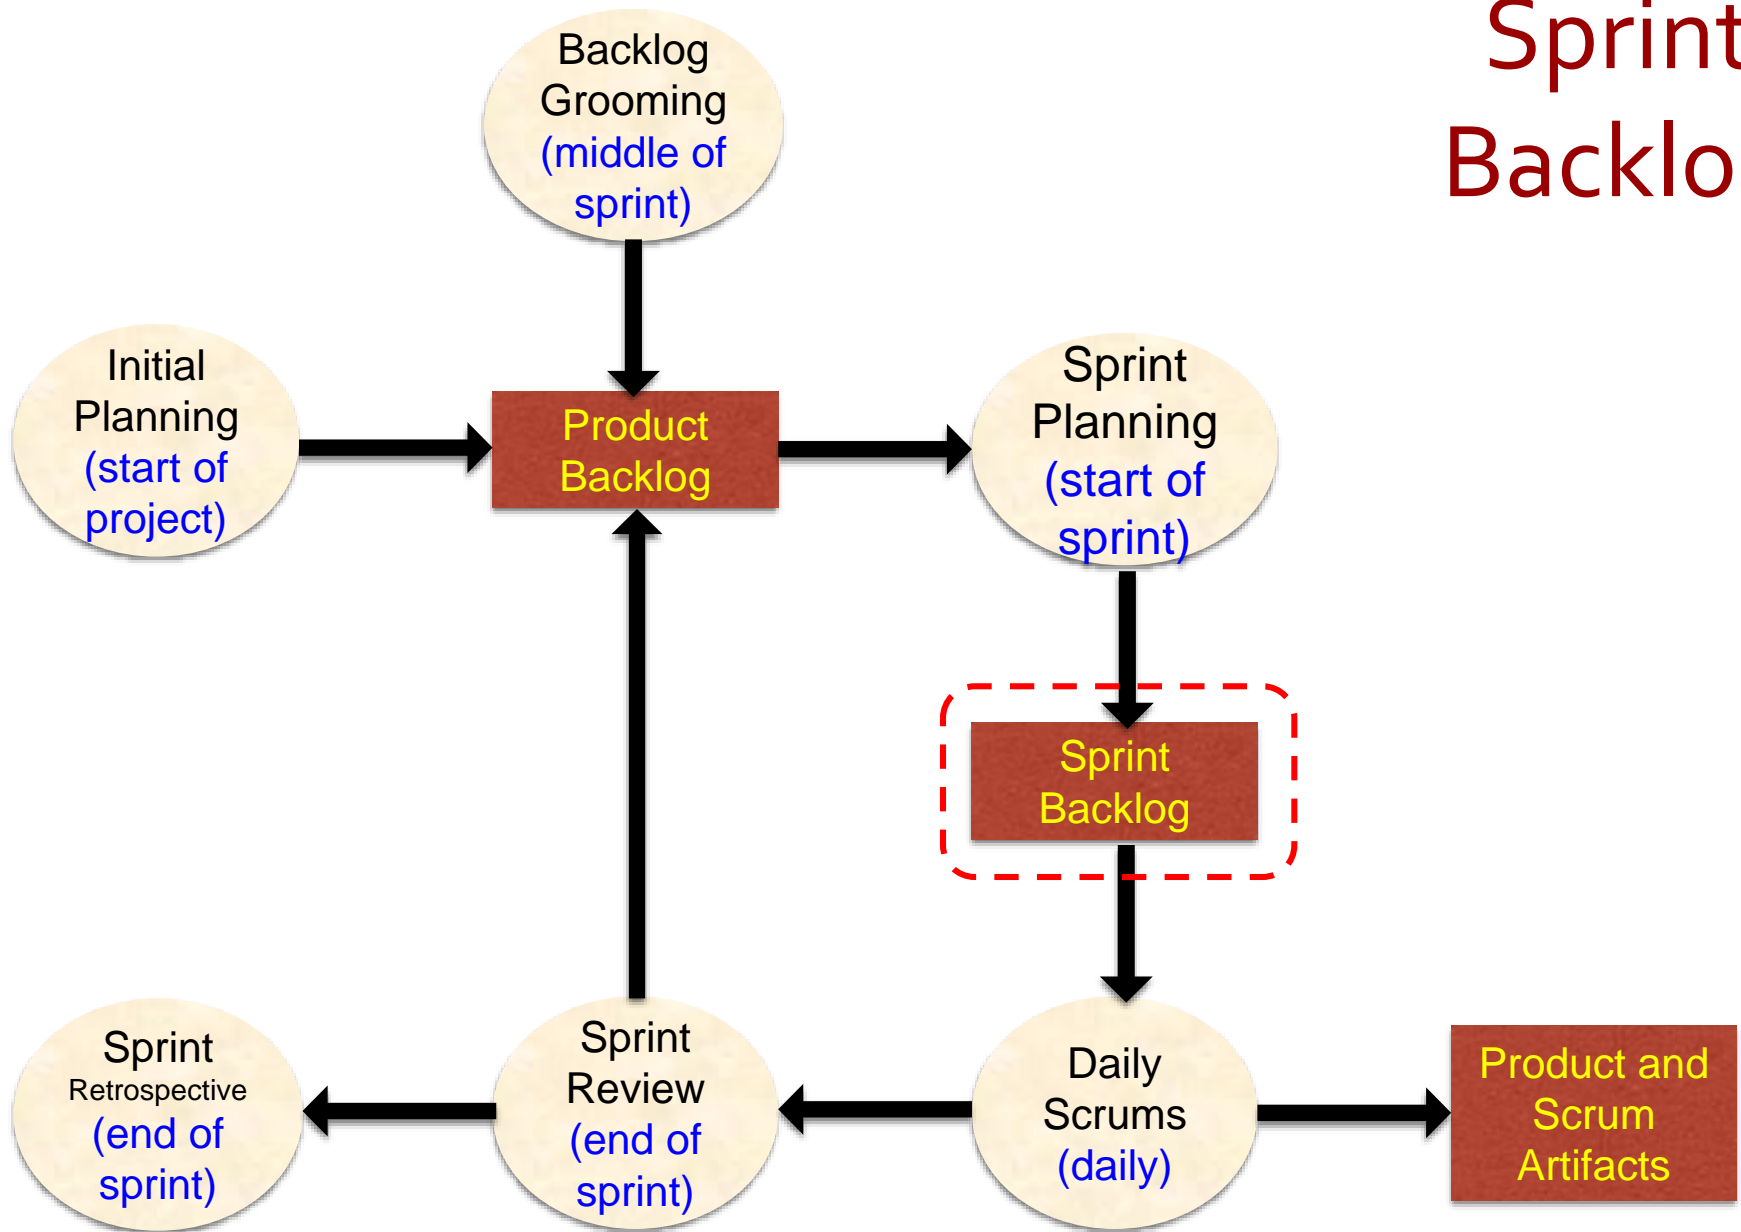 Sprint
Backlo
Backlog
Grooming
(middle of
sprint)
Initial
Planning
(start of
project)
Product
Backlog
Sprint
Planning
(start of
sprint)
Sprint
Backlog
Sprint
Retrospective
(end of
sprint)
Sprint
Review
(end of
sprint)
Daily
Scrums
(daily)
Product and
Scrum
Artifacts